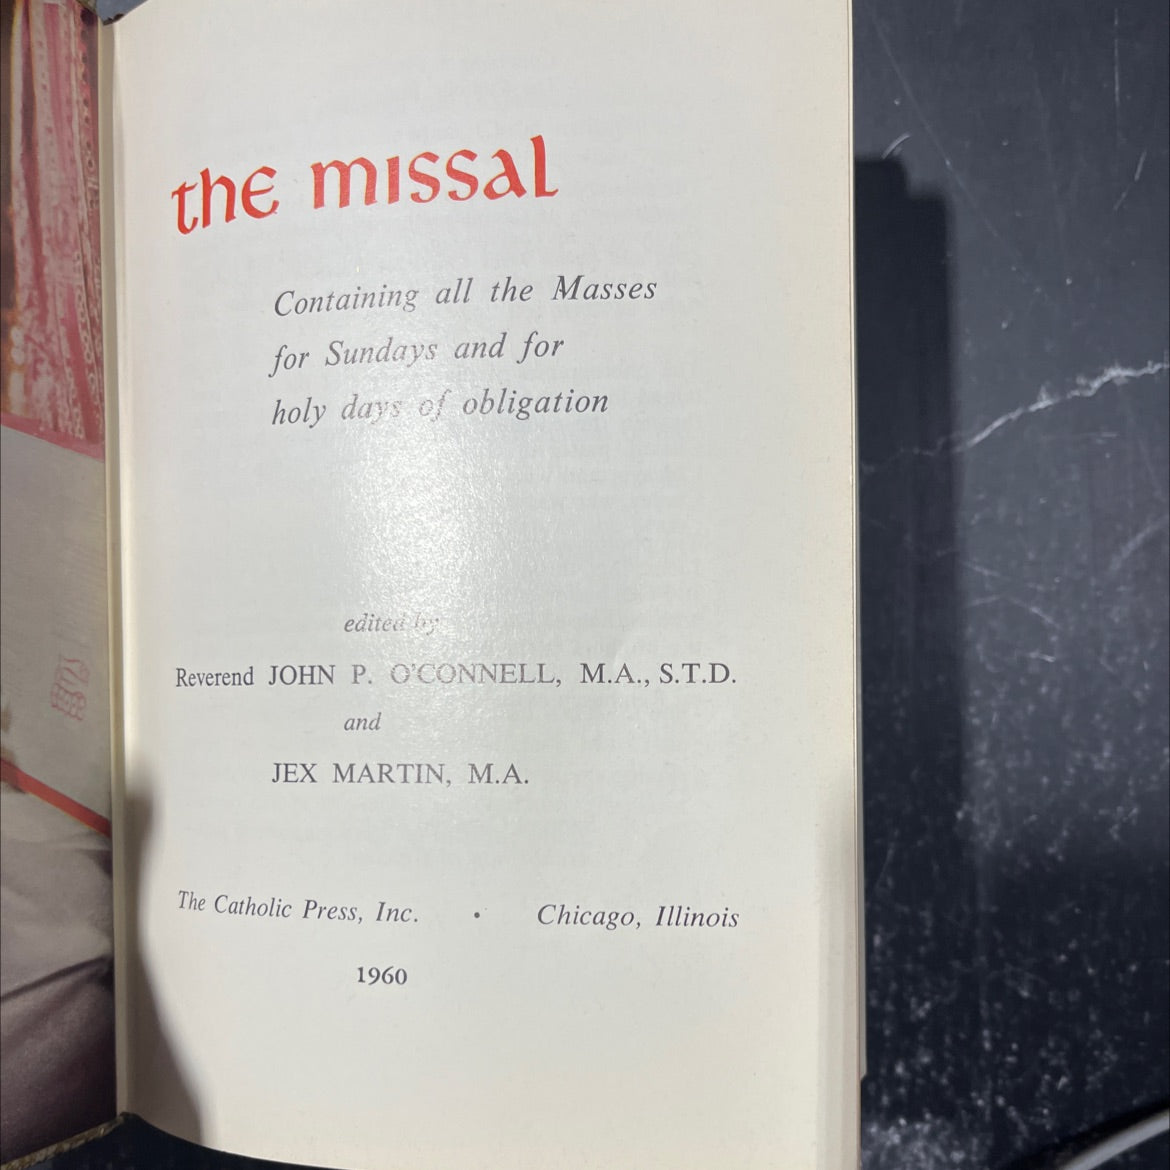 the missal
Containing all the Masses
for Sundays and for
holy days of obligation
edited by
Reverend JOHN P. O'CONNELL, M.A., S.T.D.
and
JEX MARTIN, M.A.
The Catholic Press, Inc. · Chicago, Illinois
1960